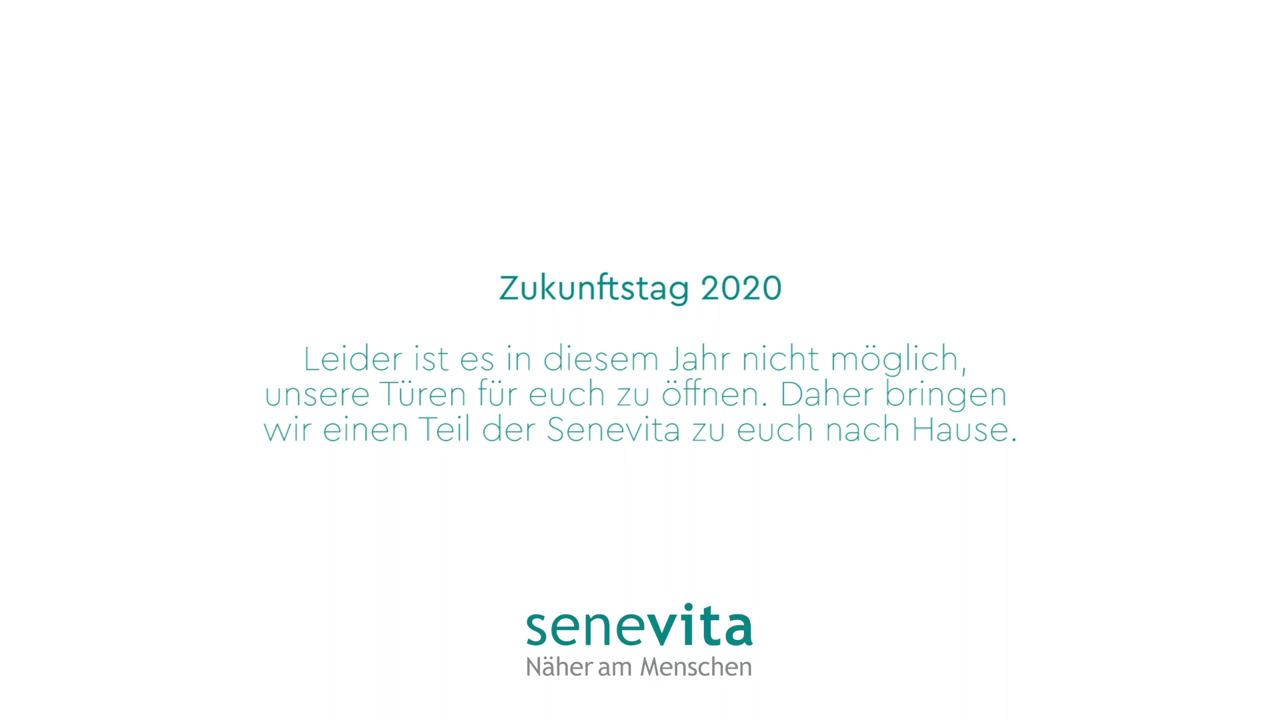 Zukunftstag 2020
Leider ist es in diesem Jahr nicht möglich,
unsere Türen für euch zu öffnen. Daher bringen
wir einen Teil der Senevita zu euch nach Hause.
senevita
Näher am Menschen